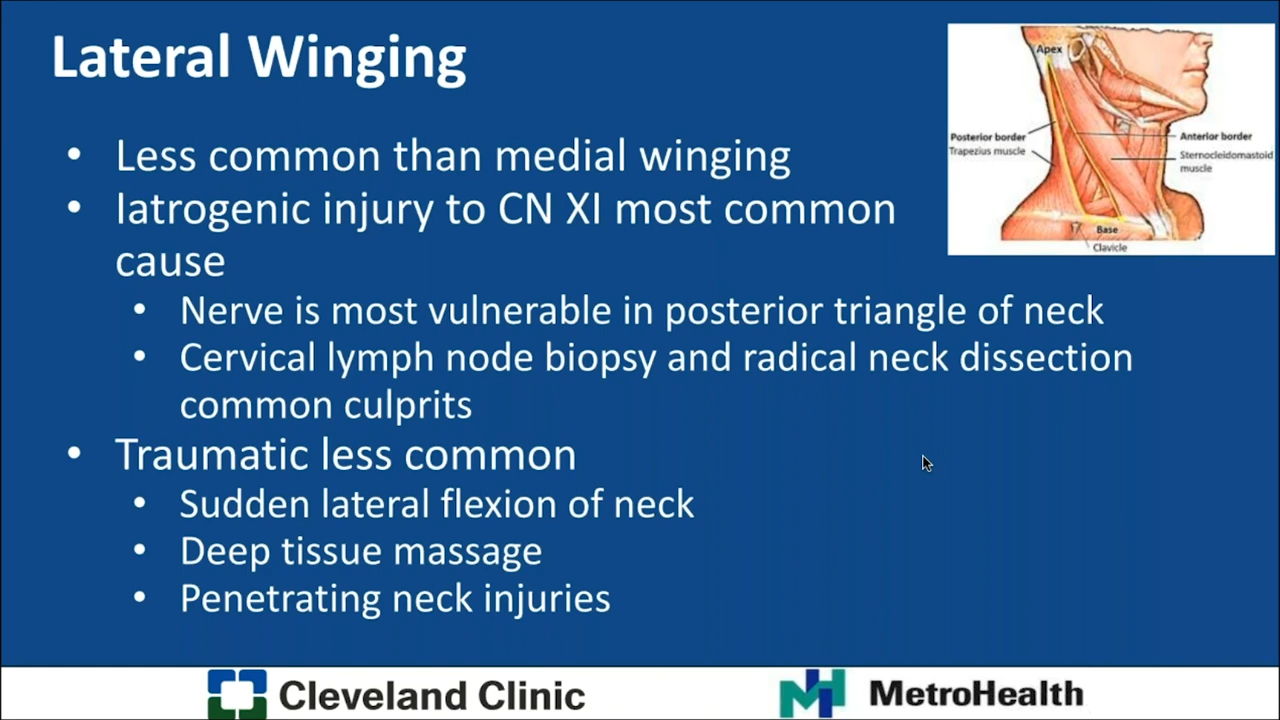 Lateral Winging
• Less common than medial winging
• Iatrogenic injury to CN XI most common
cause
• Nerve is most vulnerable in posterior triangle of neck
• Cervical lymph node biopsy and radical neck dissection
common culprits
• Traumatic less common
• Sudden lateral flexion of neck
• Deep tissue massage
• Penetrating neck injuries
Apex
Posterior border
Trapezius muscle
Anterior border
Sternocleidomastoid
muscle
Base
Clavicle
Cleveland Clinic
MetroHealth